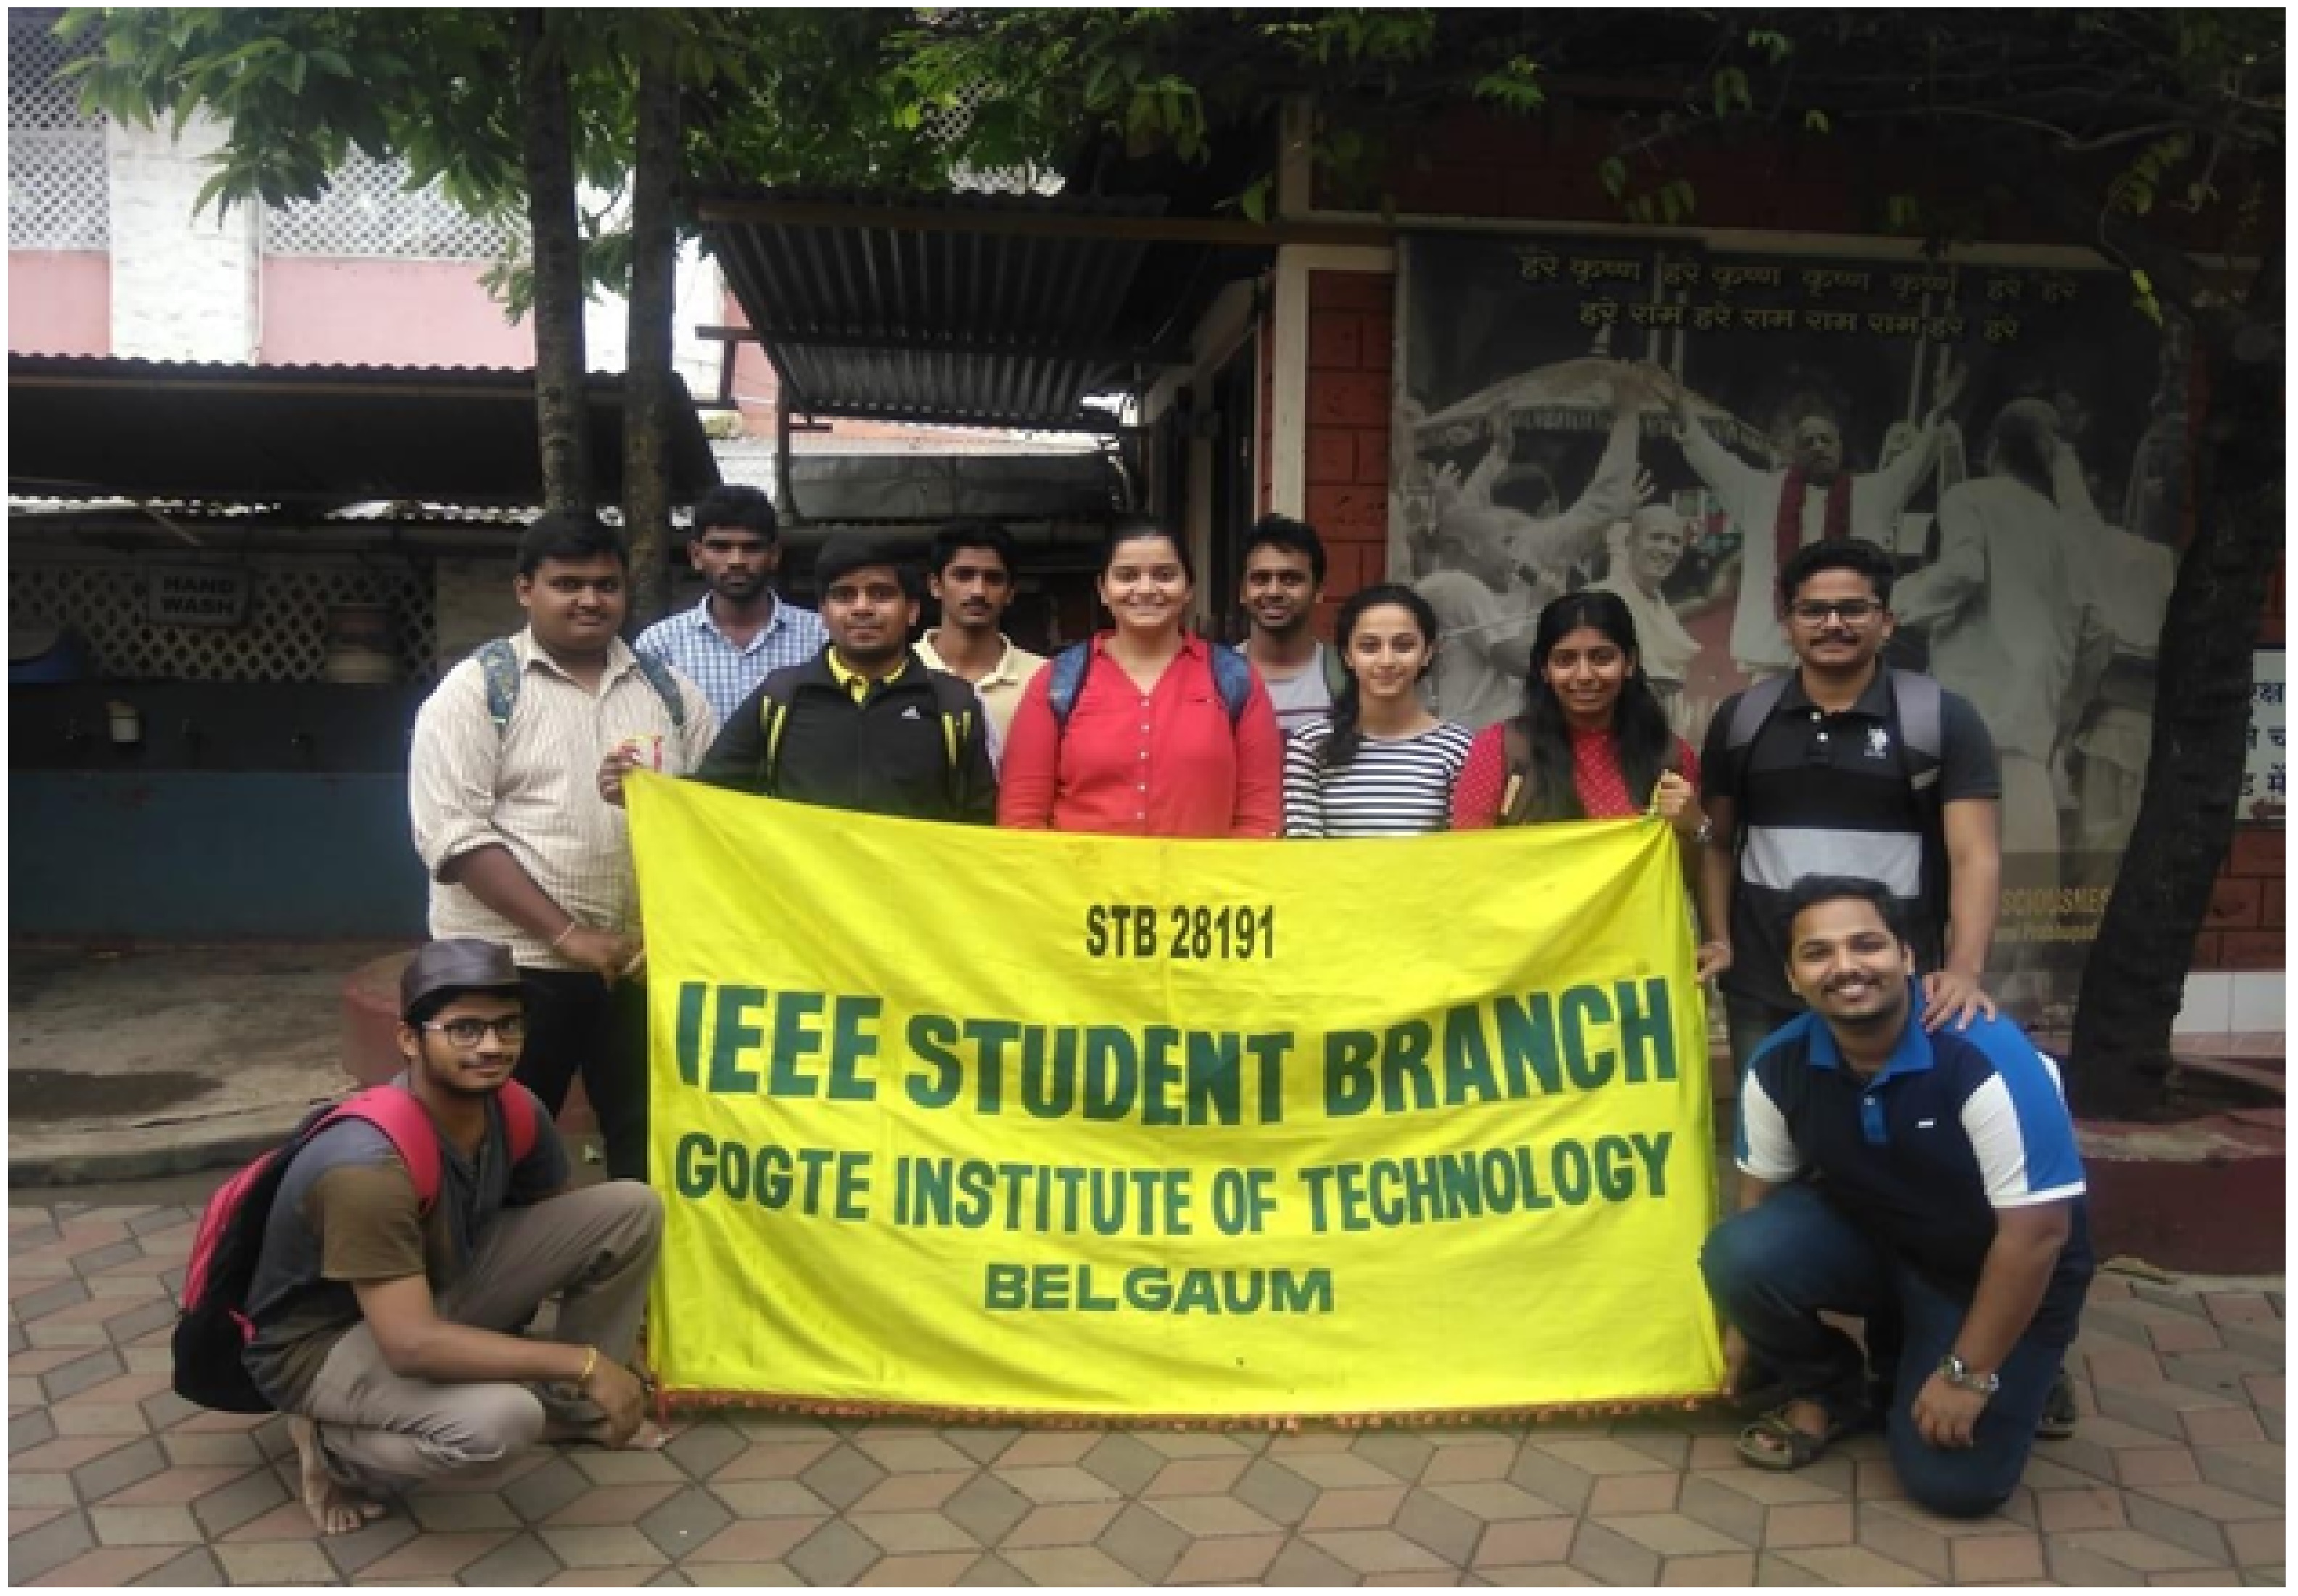 हरे कृष्ण हरे कृष्ण कृष्ण कृष्ण हरे हरे
हरे राम हरे राम राम राम हरे हरे
HAND
WASH
STB 28191
IEEE STUDENT BRANCH
GOGTE INSTITUTE OF TECHNOLOGY
BELGAUM